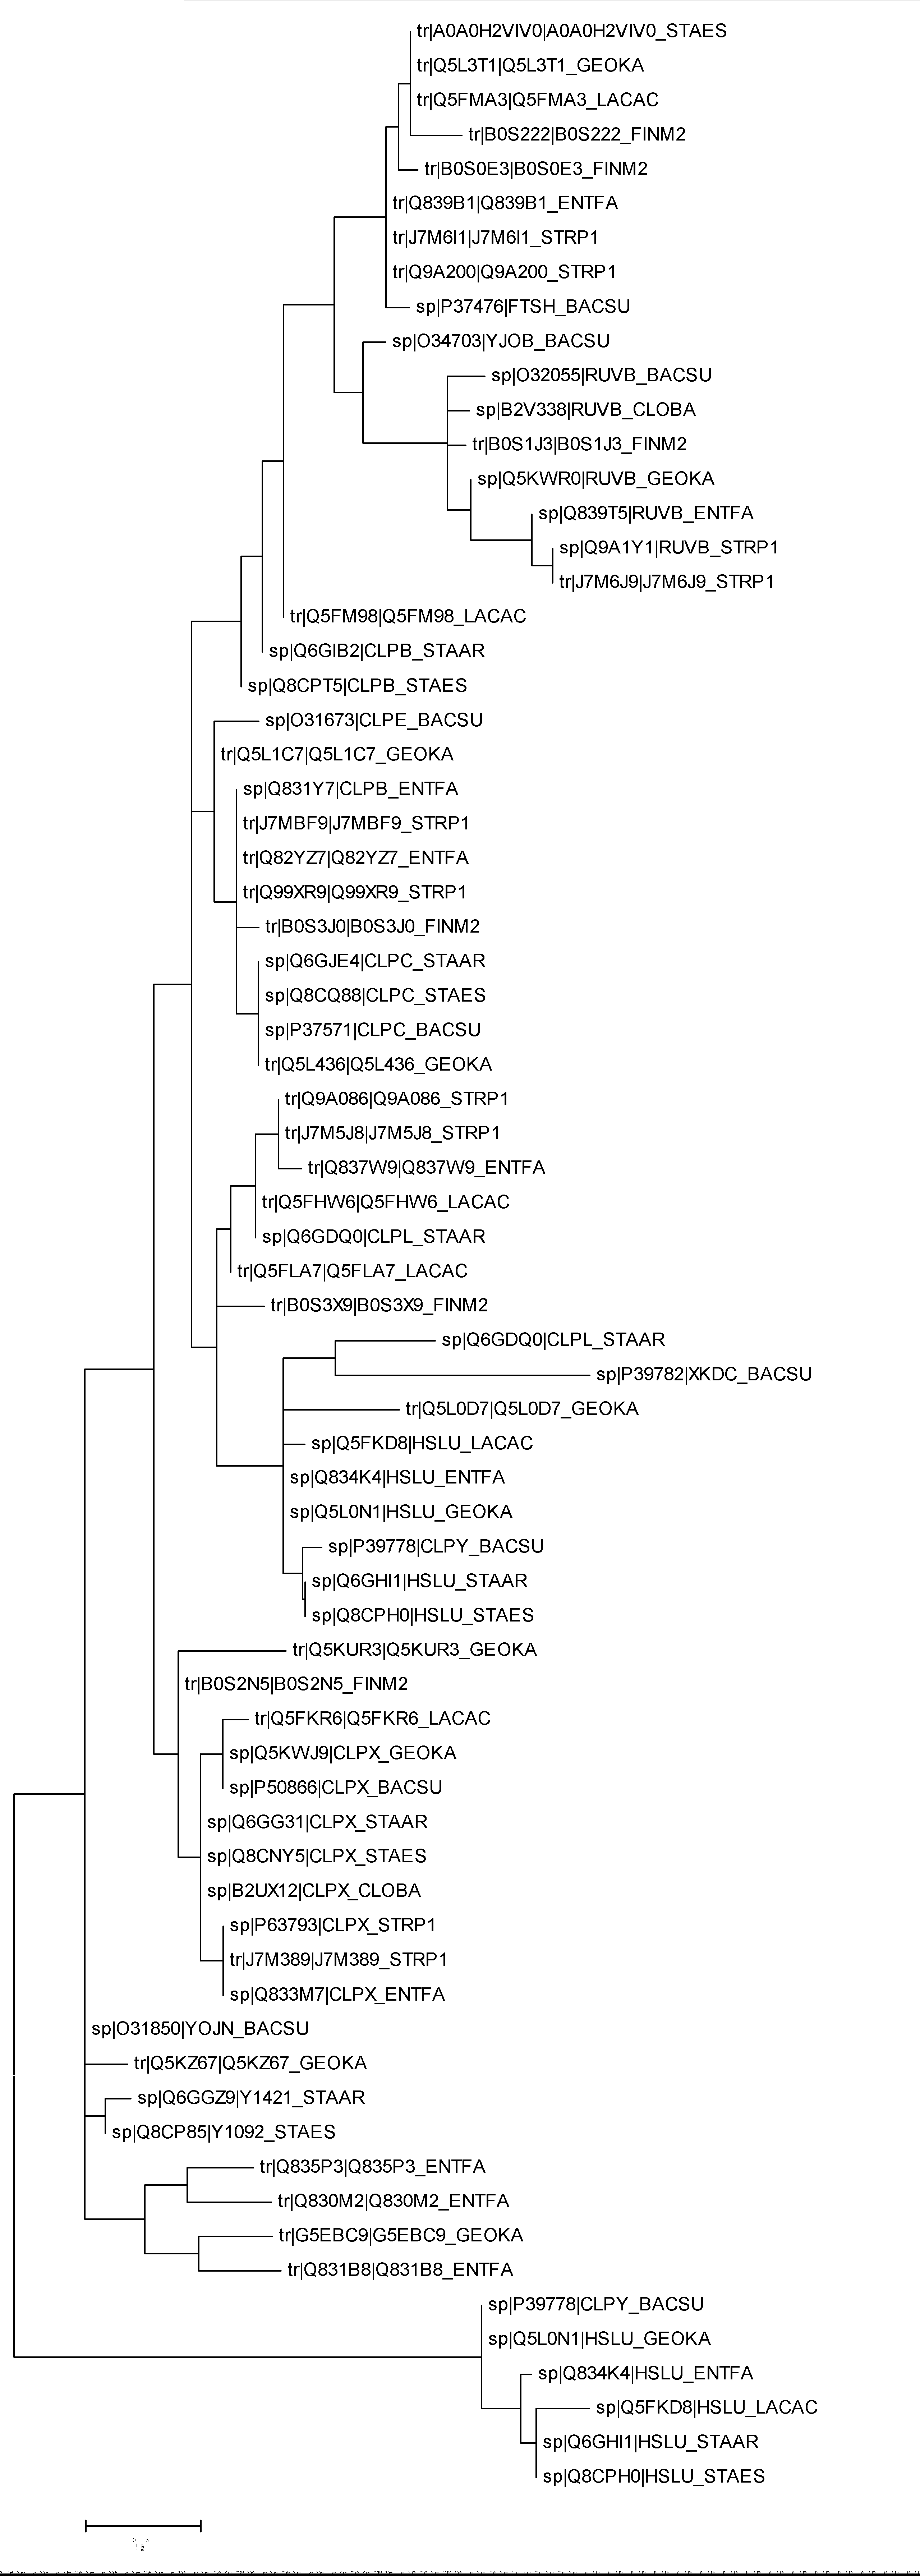 tr|A0A0H2VIV0|A0A0H2VIV0_STAES
tr|Q5L3T1|Q5L3T1_GEOKA
tr|Q5FMA3|Q5FMA3_LACAC
tr|B0S222|B0S222_FINM2
tr|B0S0E3|B0S0E3_FINM2
tr|Q839B1|Q839B1_ENTFA
tr|J7M6I1|J7M6I1_STRP1
tr|Q9A200|Q9A200_STRP1
sp|P37476|FTSH_BACSU
sp|O34703|YJOB_BACSU
sp|O32055|RUVB_BACSU
sp|B2V338|RUVB_CLOBA
tr|B0S1J3|B0S1J3_FINM2
sp|Q5KWR0|RUVB_GEOKA
sp|Q839T5|RUVB_ENTFA
sp|Q9A1Y1|RUVB_STRP1
tr|J7M6J9|J7M6J9_STRP1
tr|Q5FM98|Q5FM98_LACAC
sp|Q6GIB2|CLPB_STAAR
sp|Q8CPT5|CLPB_STAES
sp|O31673|CLPE_BACSU
tr|Q5L1C7|Q5L1C7_GEOKA
sp|Q831Y7|CLPB_ENTFA
tr|J7MBF9|J7MBF9_STRP1
tr|Q82YZ7|Q82YZ7_ENTFA
tr|Q99XR9|Q99XR9_STRP1
tr|B0S3J0|B0S3J0_FINM2
sp|Q6GJE4|CLPC_STAAR
sp|Q8CQ88|CLPC_STAES
sp|P37571|CLPC_BACSU
tr|Q5L436|Q5L436_GEOKA
tr|Q9A086|Q9A086_STRP1
tr|J7M5J8|J7M5J8_STRP1
tr|Q837W9|Q837W9_ENTFA
tr|Q5FHW6|Q5FHW6_LACAC
sp|Q6GDQ0|CLPL_STAAR
tr|Q5FLA7|Q5FLA7_LACAC
tr|B0S3X9|B0S3X9_FINM2
sp|Q6GDQ0|CLPL_STAAR
sp|P39782|XKDC_BACSU
tr|Q5L0D7|Q5L0D7_GEOKA
sp|Q5FKD8|HSLU_LACAC
sp|Q834K4|HSLU_ENTFA
sp|Q5L0N1|HSLU_GEOKA
sp|P39778|CLPY_BACSU
sp|Q6GHI1|HSLU_STAAR
sp|Q8CPH0|HSLU_STAES
tr|Q5KUR3|Q5KUR3_GEOKA
tr|B0S2N5|B0S2N5_FINM2
tr|Q5FKR6|Q5FKR6_LACAC
sp|Q5KWJ9|CLPX_GEOKA
sp|P50866|CLPX_BACSU
sp|Q6GG31|CLPX_STAAR
sp|Q8CNY5|CLPX_STAES
sp|B2UX12|CLPX_CLOBA
sp|P63793|CLPX_STRP1
tr|J7M389|J7M389_STRP1
sp|Q833M7|CLPX_ENTFA
sp|O31850|YOJN_BACSU
tr|Q5KZ67|Q5KZ67_GEOKA
sp|Q6GGZ9|Y1421_STAAR
sp|Q8CP85|Y1092_STAES
tr|Q835P3|Q835P3_ENTFA
tr|Q830M2|Q830M2_ENTFA
tr|G5EBC9|G5EBC9_GEOKA
tr|Q831B8|Q831B8_ENTFA
sp|P39778|CLPY_BACSU
sp|Q5L0N1|HSLU_GEOKA
sp|Q834K4|HSLU_ENTFA
sp|Q5FKD8|HSLU_LACAC
sp|Q6GHI1|HSLU_STAAR
sp|Q8CPH0|HSLU_STAES